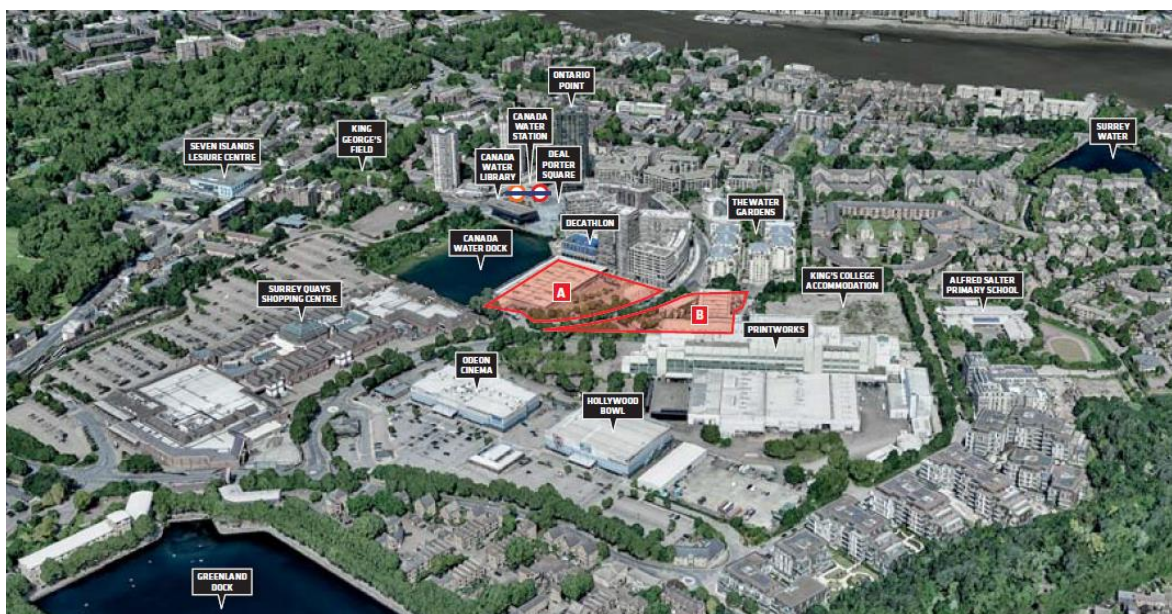 ONTARIO
POINT
CANADA
WATER
STATION
KING
GEORGE'S
FIELD
SURREY
WATER
SEVEN ISLANDS
LESIURE CENTRE
CANADA
WATER
LIBRARY
DEAL
PORTER
SQUARE
THE WATER
GARDENS
DECATHLON
CANADA
WATER DOCK
KING'S COLLEGE
ACCOMMODATION
ALFRED SALTER
PRIMARY SCHOOL
SURREY QUAYS
SHOPPING CENTRE
A
B
PRINTWORKS
ODEON
CINEMA
HOLLYWOOD
BOWL
GREENLAND
DOCK